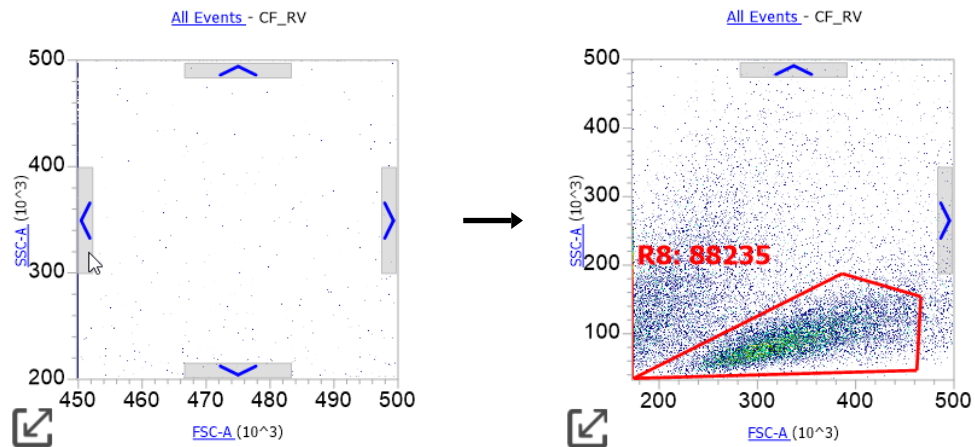 All Events - CF_RV
500
400
300
200
SSC-A (10^3)
450 460 470 480 490 500
FSC-A (10^3)
All Events - CF_RV
500
400
300
200
100
SSC-A (10^3)
R8: 88235
200 300 400 500
FSC-A (10^3)